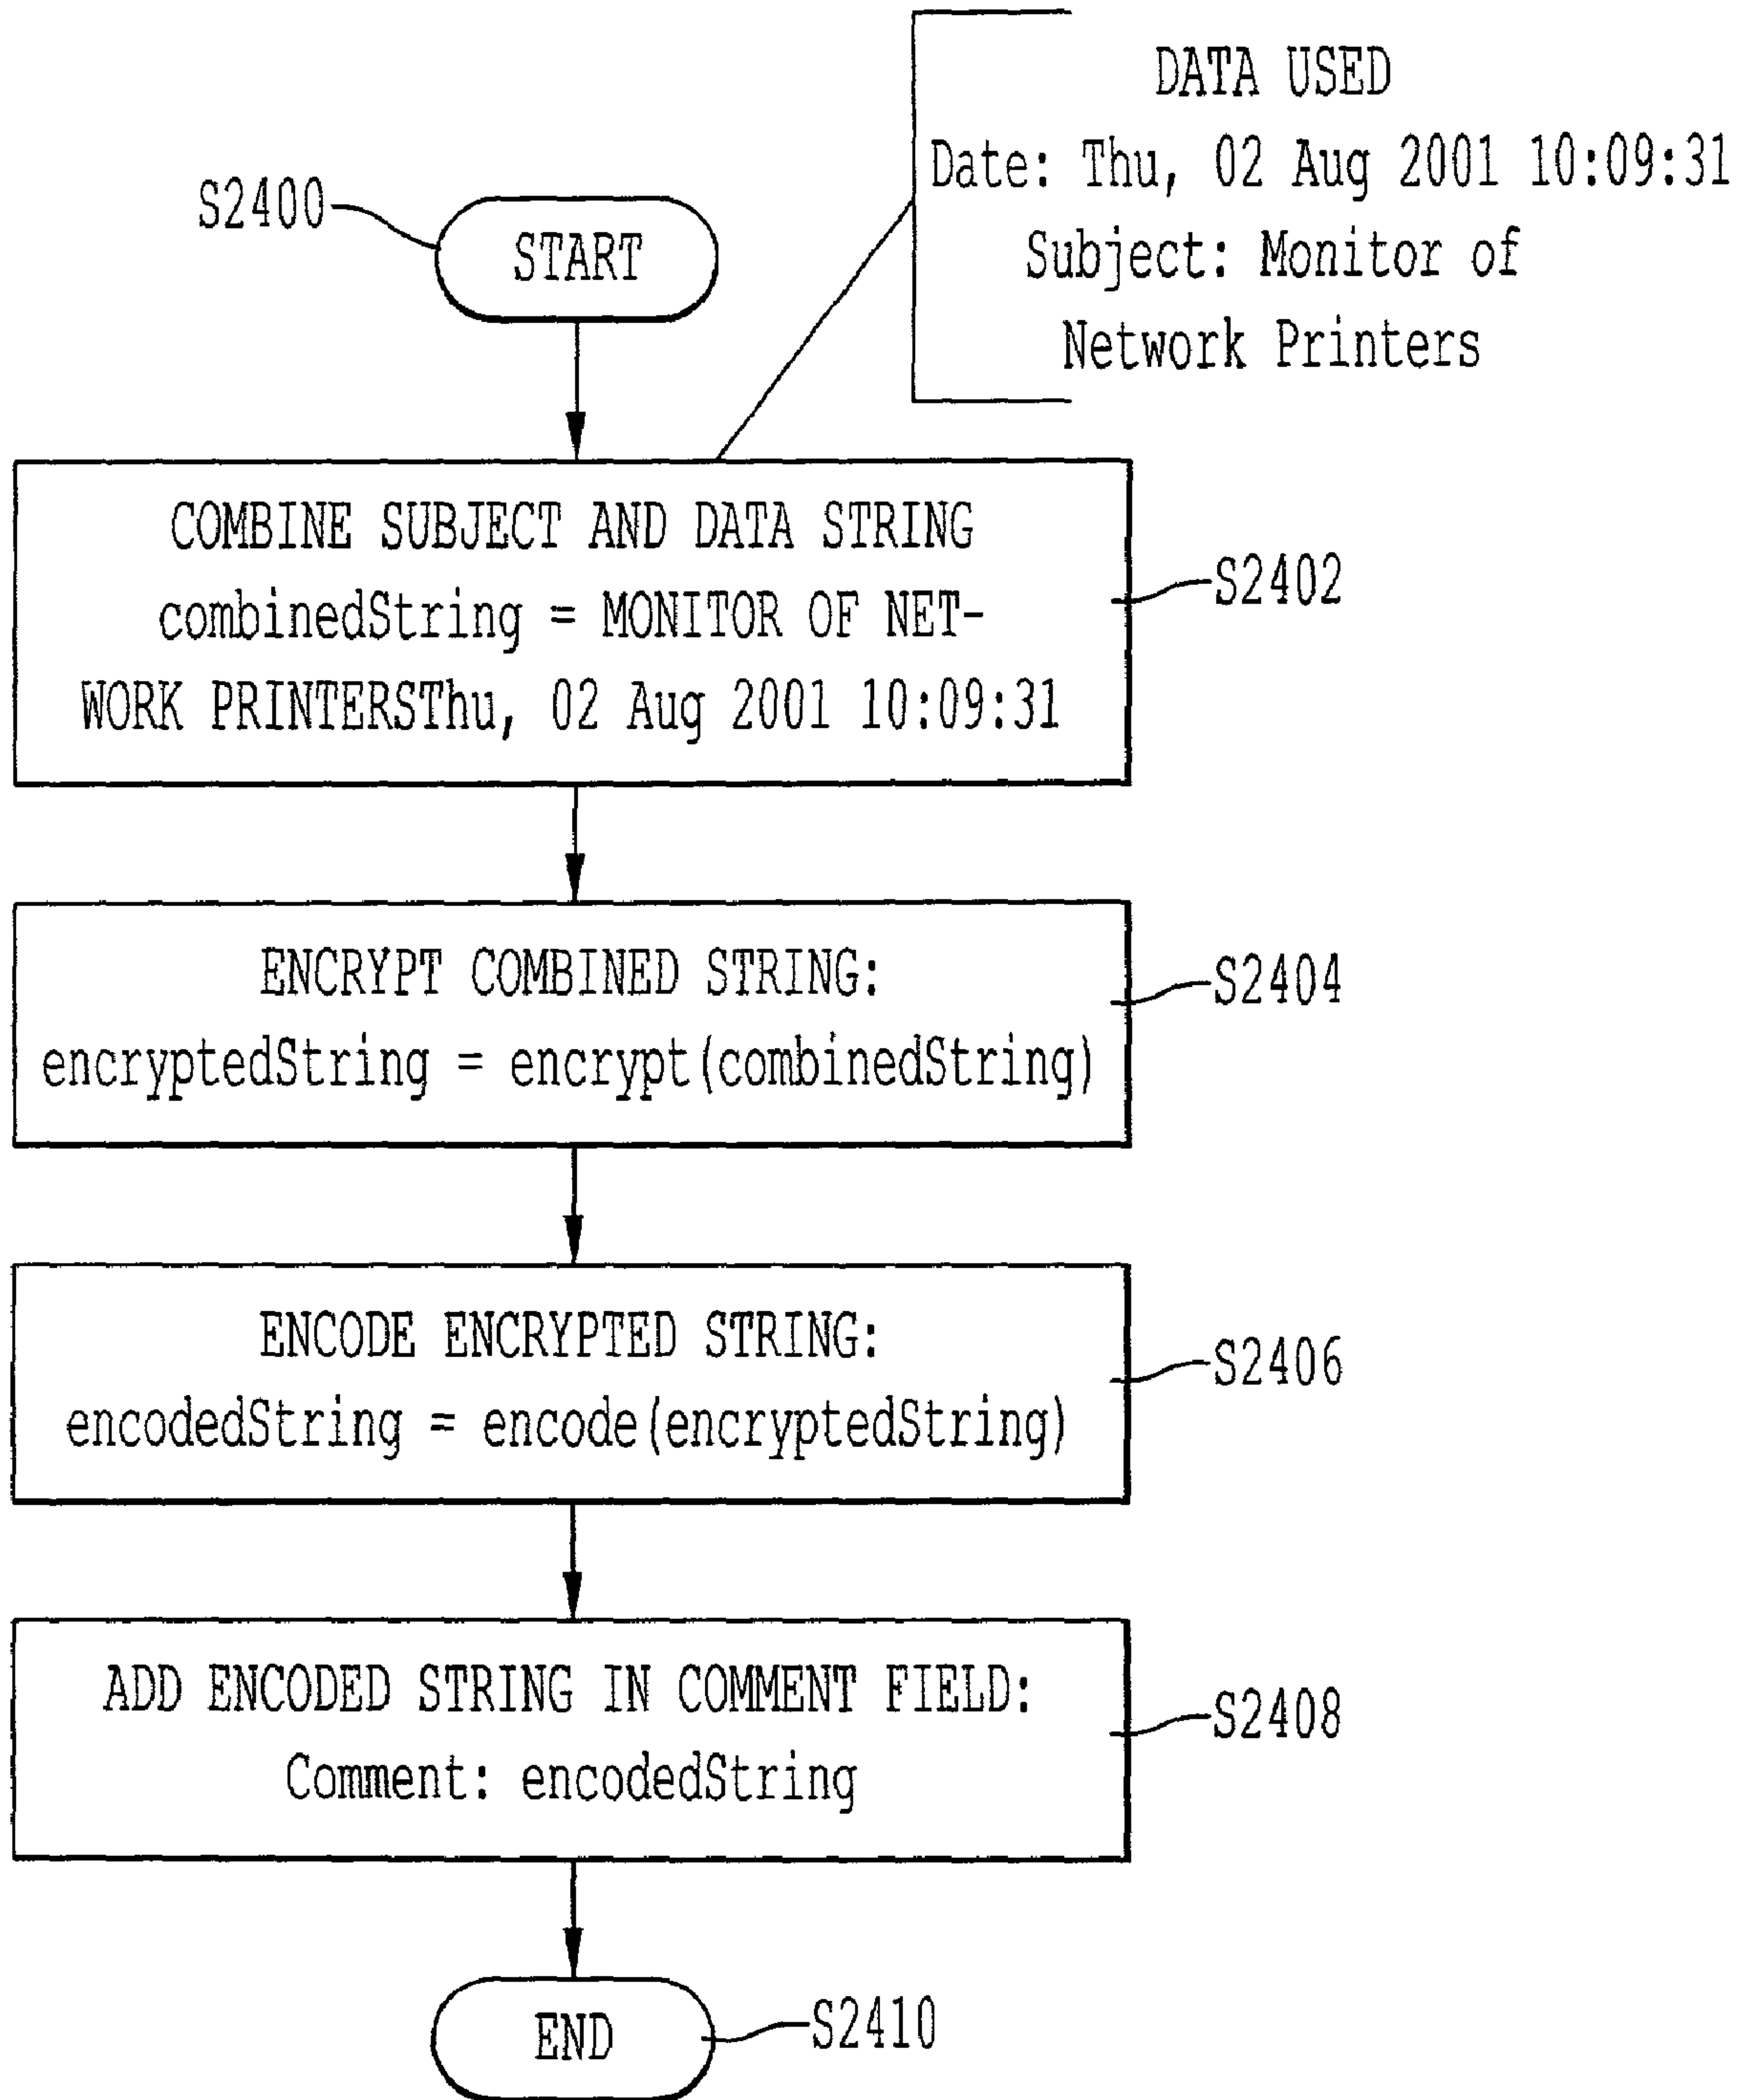 DATA USED
Date: Thu, 02 Aug 2001 10:09:31
Subject: Monitor of
Network Printers
S2400
START
COMBINE SUBJECT AND DATA STRING
combinedString = MONITOR OF NET-
WORK PRINTERSThu, 02 Aug 2001 10:09:31
S2402
ENCRYPT COMBINED STRING:
encryptedString = encrypt(combinedString)
S2404
ENCODE ENCRYPTED STRING:
encodedString = encode(encryptedString)
S2406
ADD ENCODED STRING IN COMMENT FIELD:
Comment: encodedString
S2408
END
S2410